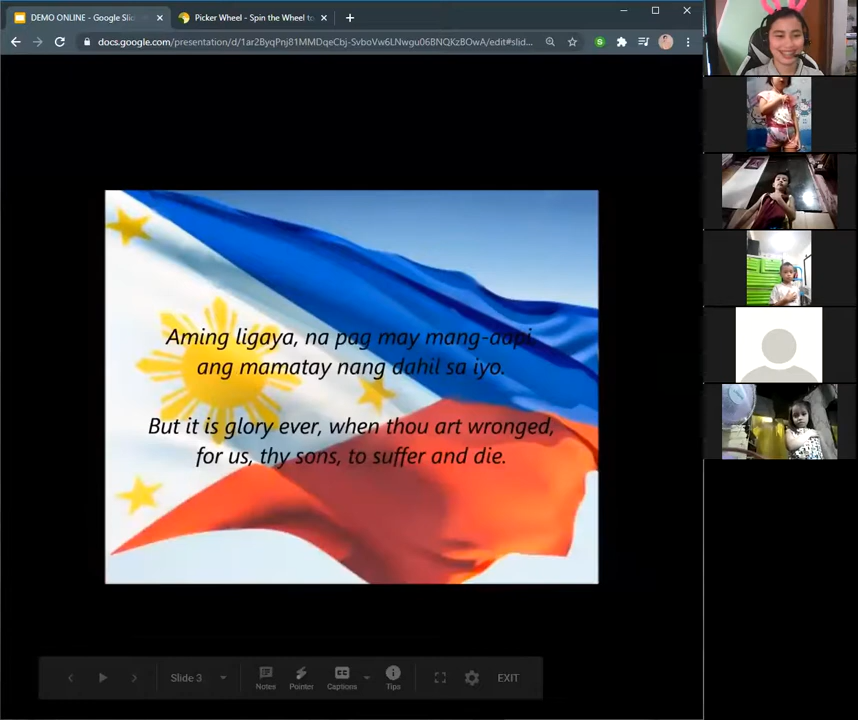 DEMO ONLINE - Google Slid
Picker Wheel - Spin the Wheel to
docs.google.com/presentation/d/1ar2ByqPnj81MMDqeCbj-SvboVw6LNwgu06BNQKzBOwA/edit#slid...
Aming ligaya, na pag may mang-aapi,
ang mamatay nang dahil sa iyo.
But it is glory ever, when thou art wronged,
for us, thy sons, to suffer and die.
Slide 3
Notes
Pointer
Captions
Tips
EXIT